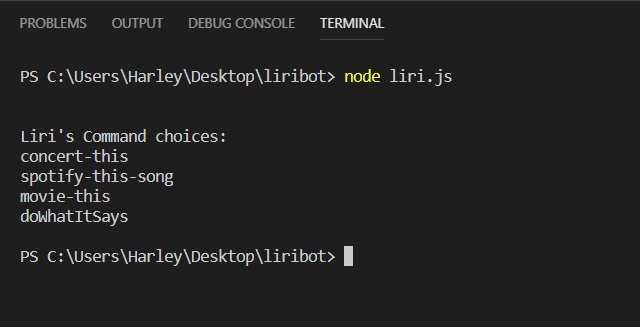 PROBLEMS OUTPUT DEBUG CONSOLE TERMINAL
PS C:\Users\Harley\Desktop\liribot> node liri.js
Liri's Command choices:
concert-this
spotify-this-song
movie-this
doWhatItSays
PS C:\Users\Harley\Desktop\liribot>